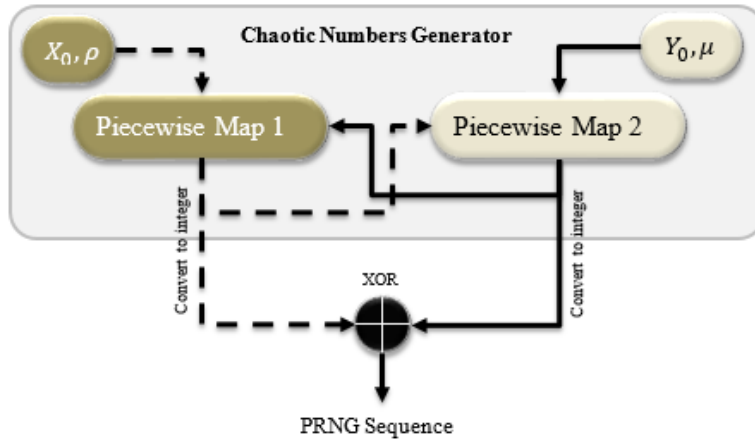 Chaotic Numbers Generator
X₀, ρ
Y₀, μ
Piecewise Map 1
Piecewise Map 2
Convert to integer
Convert to integer
XOR
PRNG Sequence